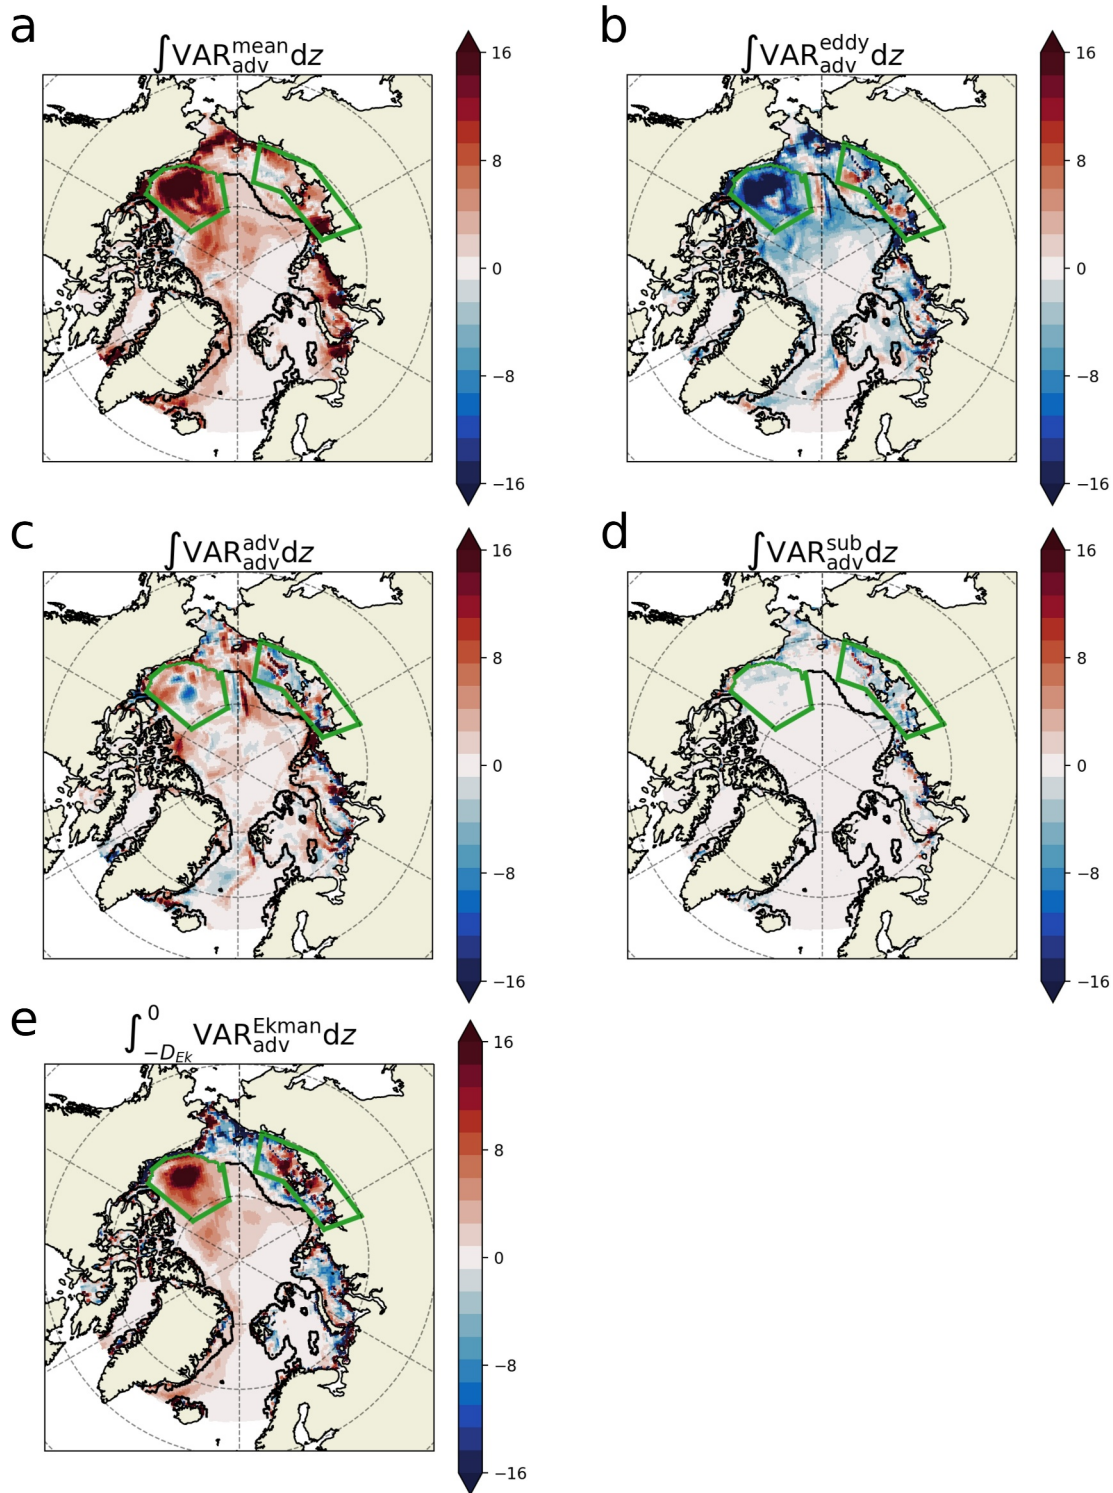 a
∫VAR^mean_adv dz
16
8
0
−8
−16
b
∫VAR^eddy_adv dz
16
8
0
−8
−16
c
∫VAR^adv_adv dz
16
8
0
−8
−16
d
∫VAR^sub_adv dz
16
8
0
−8
−16
e
∫^0_−D_Ek VAR^Ekman_adv dz
16
8
0
−8
−16